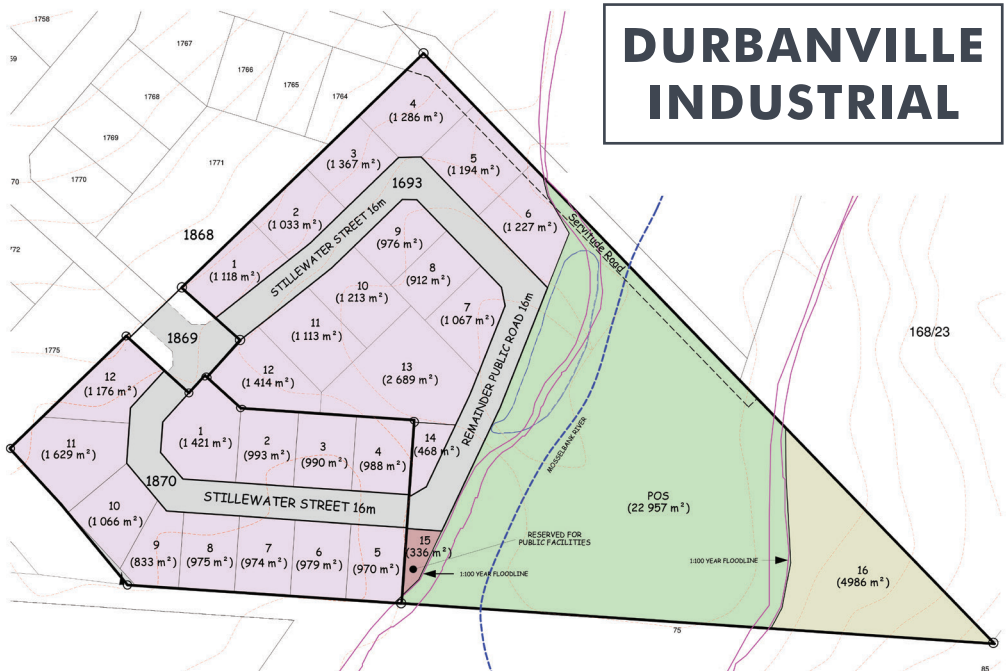 DURBANVILLE
INDUSTRIAL
1758
59
1767
1766
1765
1764
1768
1769
1770
1771
70
772
1775
1868
1693
1869
1870
168/23
4
(1 286 m²)
3
(1 367 m²)
5
(1 194 m²)
2
(1 033 m²)
6
(1 227 m²)
1
(1 118 m²)
STILLEWATER STREET 16m
9
(976 m²)
8
(912 m²)
10
(1 213 m²)
7
(1 067 m²)
11
(1 113 m²)
12
(1 414 m²)
13
(2 689 m²)
Servitude Road
REMAINDER PUBLIC ROAD 16m
MOSSELBANK RIVER
12
(1 176 m²)
11
(1 629 m²)
1
(1 421 m²)
2
(993 m²)
3
(990 m²)
4
(988 m²)
14
(468 m²)
STILLEWATER STREET 16m
10
(1 066 m²)
9
(833 m²)
8
(975 m²)
7
(974 m²)
6
(979 m²)
5
(970 m²)
15
(336 m²)
RESERVED FOR
PUBLIC FACILITIES
1:100 YEAR FLOODLINE
POS
(22 957 m²)
1:100 YEAR FLOODLINE
16
(4986 m²)
75
85